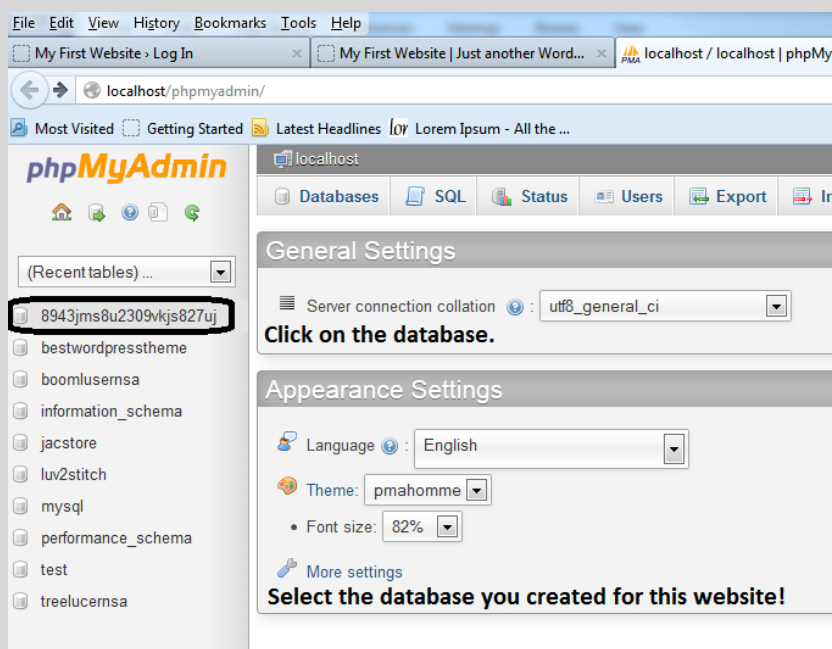 File Edit View History Bookmarks Tools Help
My First Website › Log In × My First Website | Just another Word... × PMA localhost / localhost | phpMy
localhost/phpmyadmin/
Most Visited Getting Started Latest Headlines lor Lorem Ipsum - All the ...
phpMyAdmin
(Recent tables) ...
8943jms8u2309vkjs827uj
bestwordpresstheme
boomlusernsa
information_schema
jacstore
luv2stitch
mysql
performance_schema
test
treelucernsa
localhost
Databases SQL Status Users Export
General Settings
Server connection collation : utf8_general_ci
Click on the database.
Appearance Settings
Language : English
Theme: pmahomme
• Font size: 82%
More settings
Select the database you created for this website!